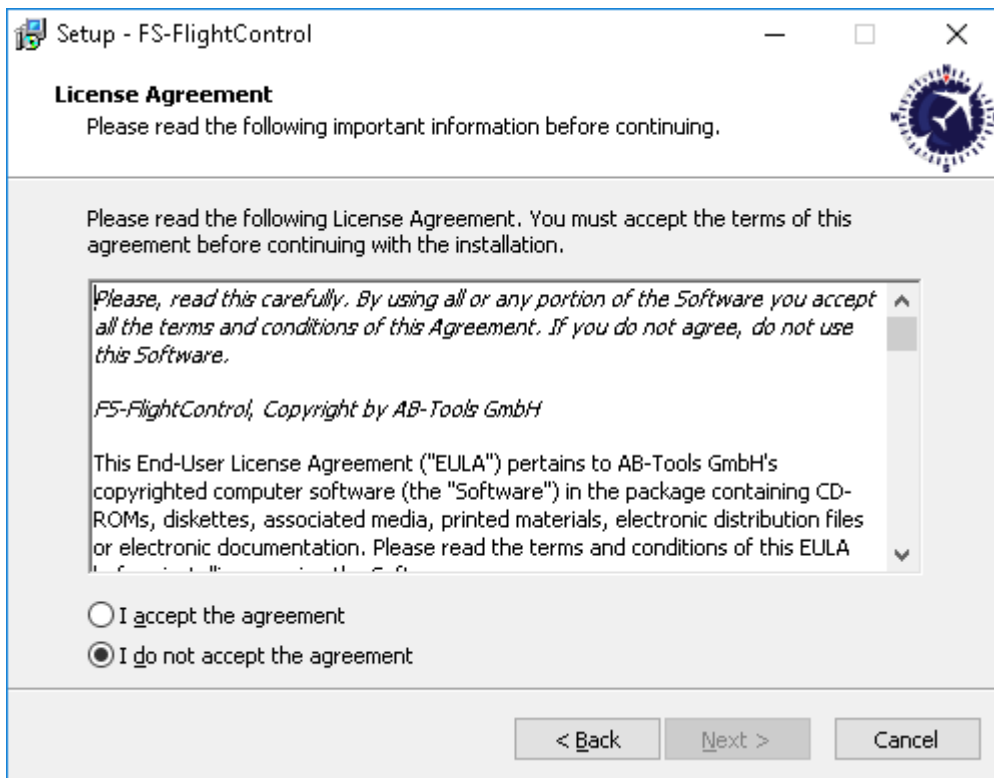 Setup - FS-FlightControl
License Agreement
Please read the following important information before continuing.
Please read the following License Agreement. You must accept the terms of this
agreement before continuing with the installation.
Please, read this carefully. By using all or any portion of the Software you accept
all the terms and conditions of this Agreement. If you do not agree, do not use
this Software.
FS-FlightControl, Copyright by AB-Tools GmbH
This End-User License Agreement ("EULA") pertains to AB-Tools GmbH's
copyrighted computer software (the "Software") in the package containing CD-
ROMs, diskettes, associated media, printed materials, electronic distribution files
or electronic documentation. Please read the terms and conditions of this EULA
I accept the agreement
I do not accept the agreement
< Back
Next >
Cancel